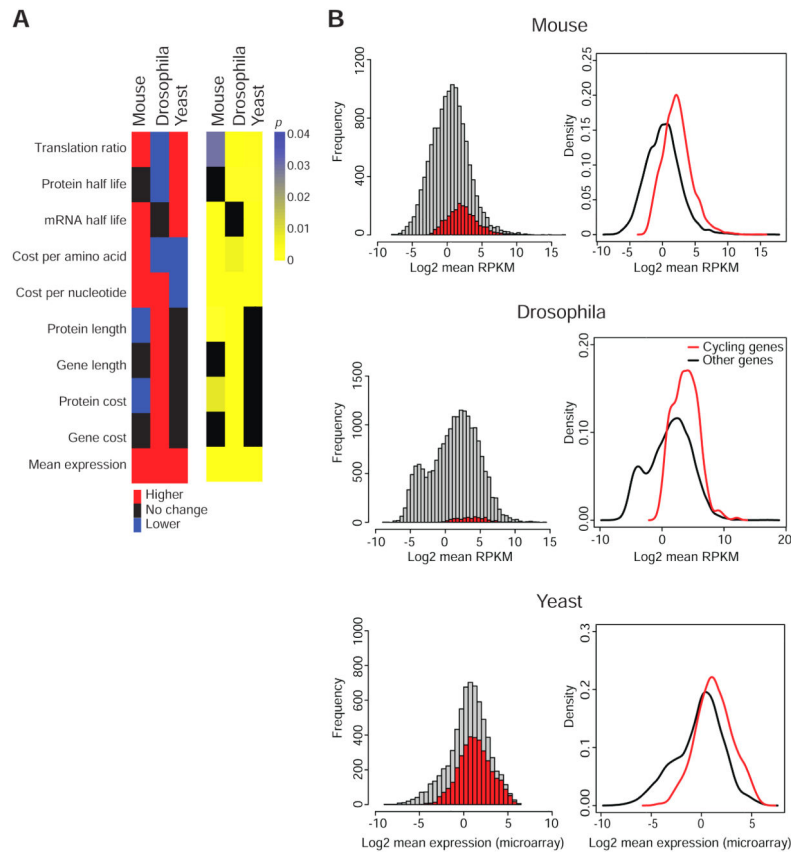 A
Mouse
Drosophila
Yeast
Mouse
Drosophila
Yeast
p
0.04
0.03
0.02
0.01
0
Translation ratio
Protein half life
mRNA half life
Cost per amino acid
Cost per nucleotide
Protein length
Gene length
Protein cost
Gene cost
Mean expression
Higher
No change
Lower
B
Mouse
Frequency
0 400 800 1200
-10 -5 0 5 10 15
Log2 mean RPKM
Density
0.00 0.05 0.10 0.15 0.20 0.25
-10 -5 0 5 10 15
Log2 mean RPKM
Drosophila
Frequency
0 500 1000 1500
-10 -5 0 5 10 15
Log2 mean RPKM
Density
0.00 0.10 0.20
Cycling genes
Other genes
-10 0 10 20
Log2 mean RPKM
Yeast
Frequency
0 200 400 600 800 1000
-10 -5 0 5 10
Log2 mean expression (microarray)
Density
0.00 0.1 0.2 0.3
-10 -5 0 5
Log2 mean expression (microarray)